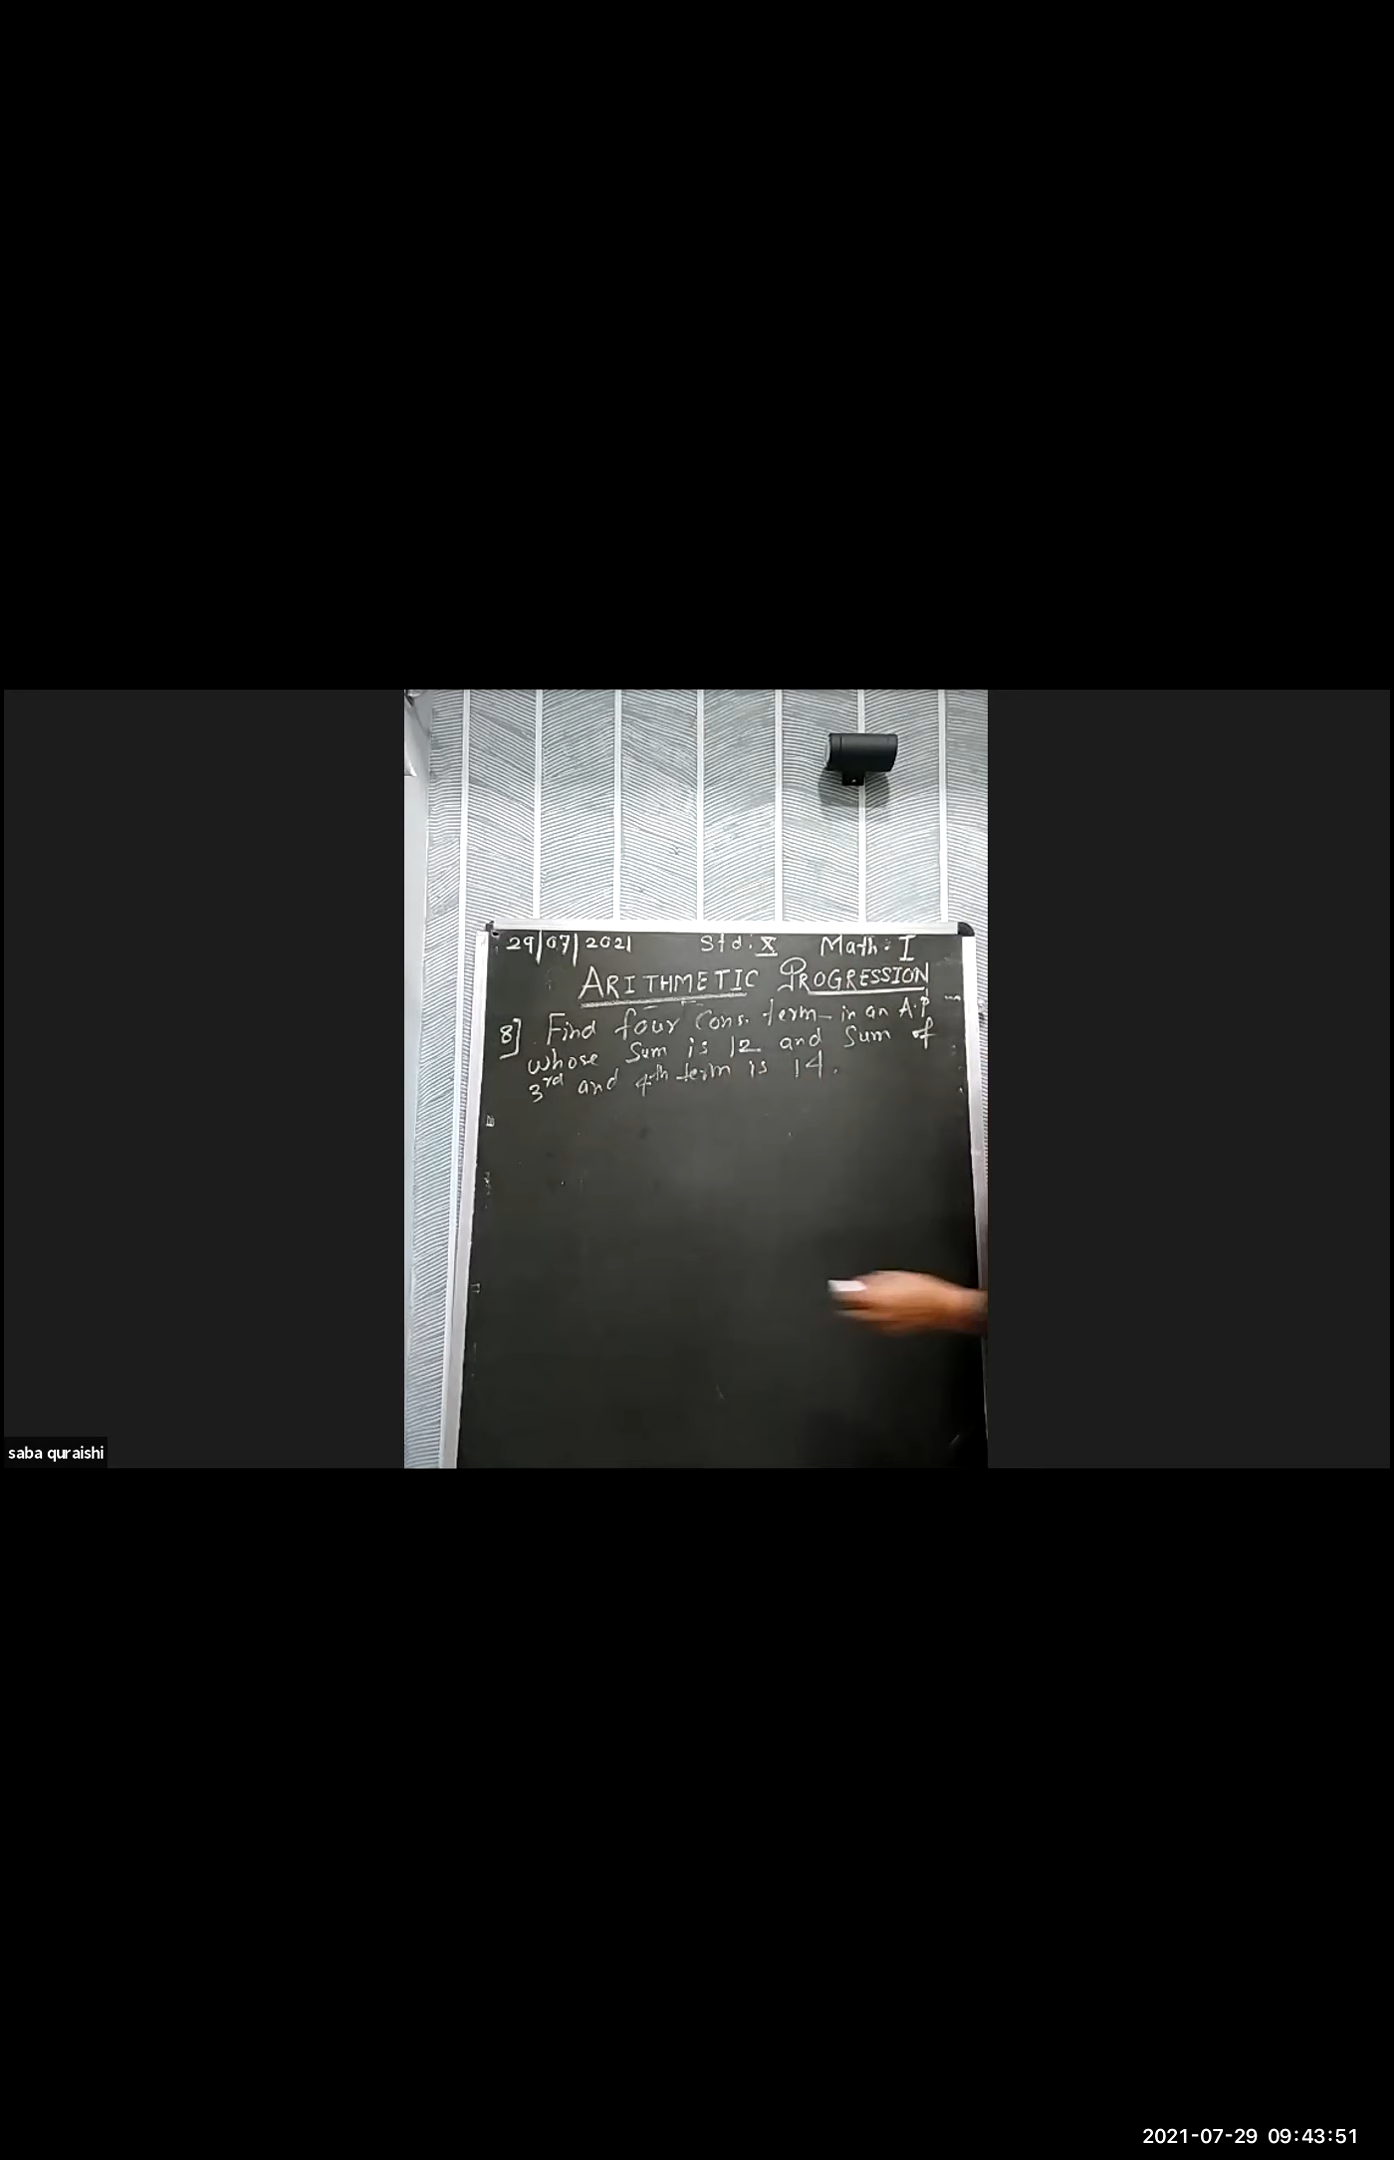 29/07/2021 Std: X Math: I
ARITHMETIC PROGRESSION
8] Find four Cons. term in an A.P
whose Sum is 12 and Sum of
3rd and 4th term is 14.
saba quraishi
2021-07-29 09:43:51